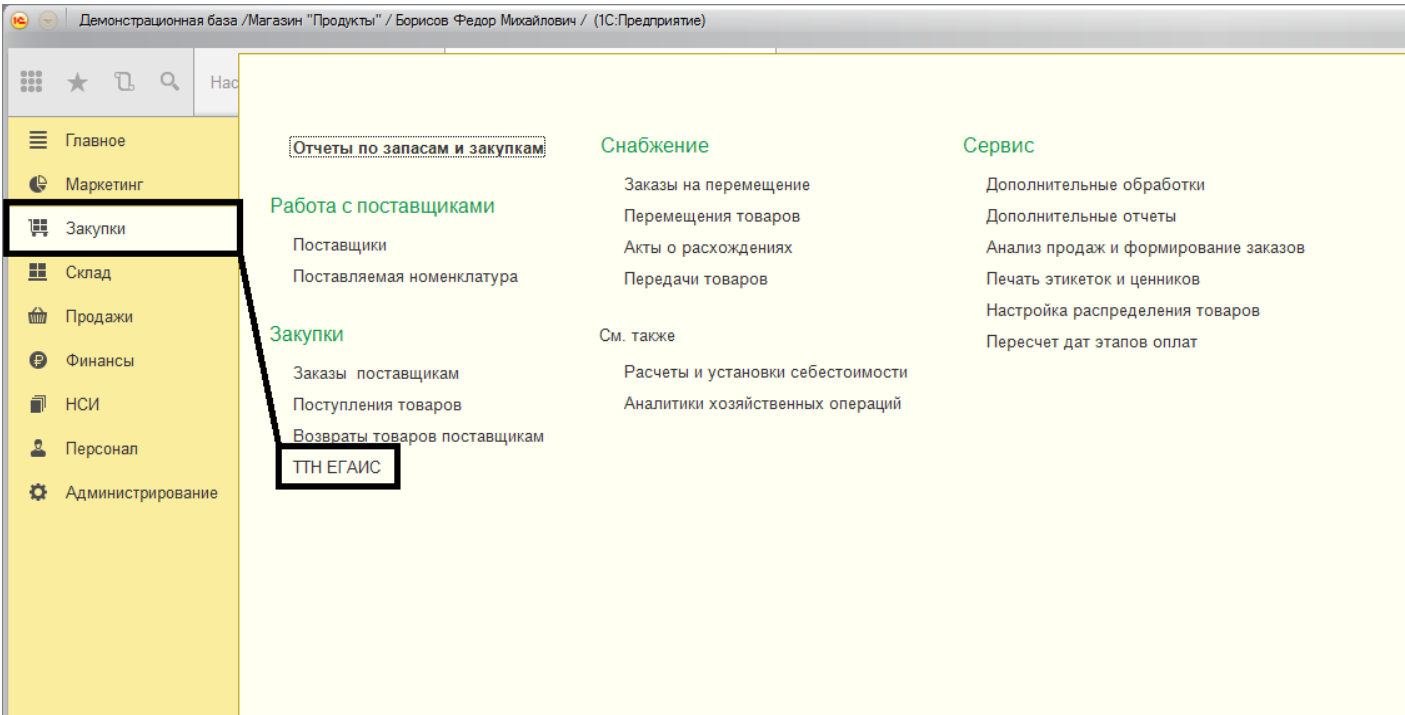 Демонстрационная база /Магазин "Продукты" / Борисов Федор Михайлович / (1С:Предприятие)
Нас
Главное
Маркетинг
Закупки
Склад
Продажи
Финансы
НСИ
Персонал
Администрирование
Отчеты по запасам и закупкам
Работа с поставщиками
Поставщики
Поставляемая номенклатура
Закупки
Заказы поставщикам
Поступления товаров
Возвраты товаров поставщикам
ТТН ЕГАИС
Снабжение
Заказы на перемещение
Перемещения товаров
Акты о расхождениях
Передачи товаров
См. также
Расчеты и установки себестоимости
Аналитики хозяйственных операций
Сервис
Дополнительные обработки
Дополнительные отчеты
Анализ продаж и формирование заказов
Печать этикеток и ценников
Настройка распределения товаров
Пересчет дат этапов оплат